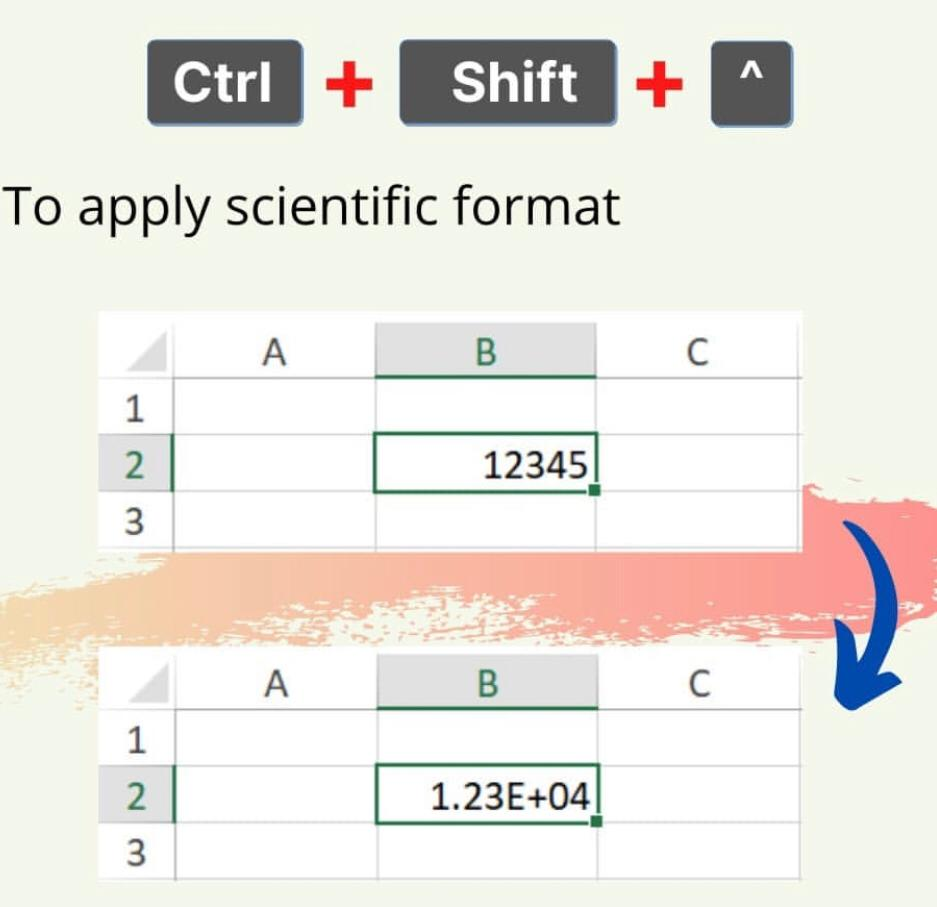 Ctrl + Shift + ^
To apply scientific format
A B C
1
2 12345
3
A B C
1
2 1.23E+04
3